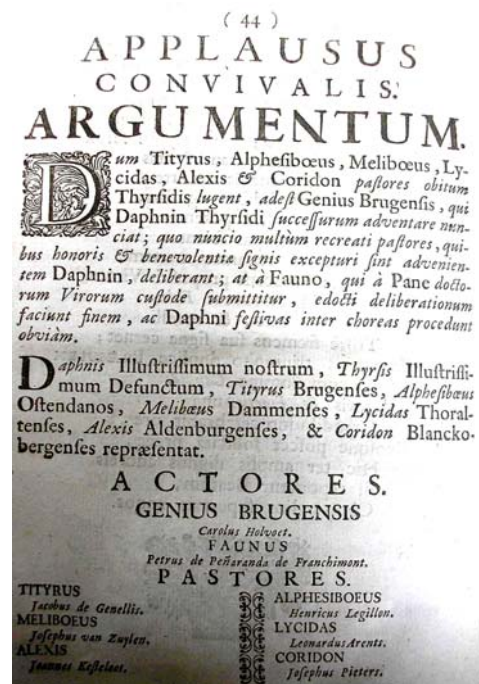 ( 44 )
APPLAUSUS
CONVIVALIS.
ARGUMENTUM.
Dum Tityrus, Alphesibœus, Melibœus, Ly-
cidas, Alexis & Coridon pastores obitum
Thyrsidis lugent, adest Genius Brugensis, qui
Daphnin Thyrsidi successurum adventare nun-
ciat; quo nuncio multùm recreati pastores, qui-
bus honoris & benevolentiæ signis excepturi sint advenien-
tem Daphnin, deliberant; at à Fauno, qui à Pane docto-
rum Virorum custode submittitur, edocti deliberationum
faciunt finem, ac Daphni festivas inter choreas procedunt
obviàm.
Daphnis Illustrissimum nostrum, Thyrsis Illustrissi-
mum Defunctum, Tityrus Brugenses, Alphesibœus
Ostendanos, Melibœus Dammenses, Lycidas Thoral-
tenses, Alexis Aldenburgenses, & Coridon Blancko-
bergenses repræsentat.
ACTORES.
GENIUS BRUGENSIS
Carolus Holvoet.
FAUNUS
Petrus de Peñaranda de Franchimont.
PASTORES.
TITYRUS
Jacobus de Genellis.
MELIBOEUS
Josephus van Zuylen.
ALEXIS
Joannes Kestelaet.
ALPHESIBOEUS
Henricus Legillon.
LYCIDAS
Leonardus Arents.
CORIDON
Josephus Pieters.